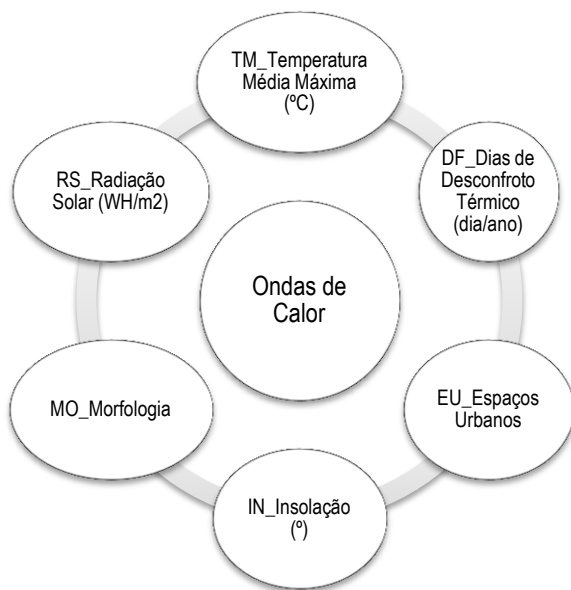 TM_Temperatura
Média Máxima
(ºC)
DF_Dias de
Desconfroto
Térmico
(dia/ano)
RS_Radiação
Solar (WH/m2)
Ondas de
Calor
MO_Morfologia
EU_Espaços
Urbanos
IN_Insolação
(º)